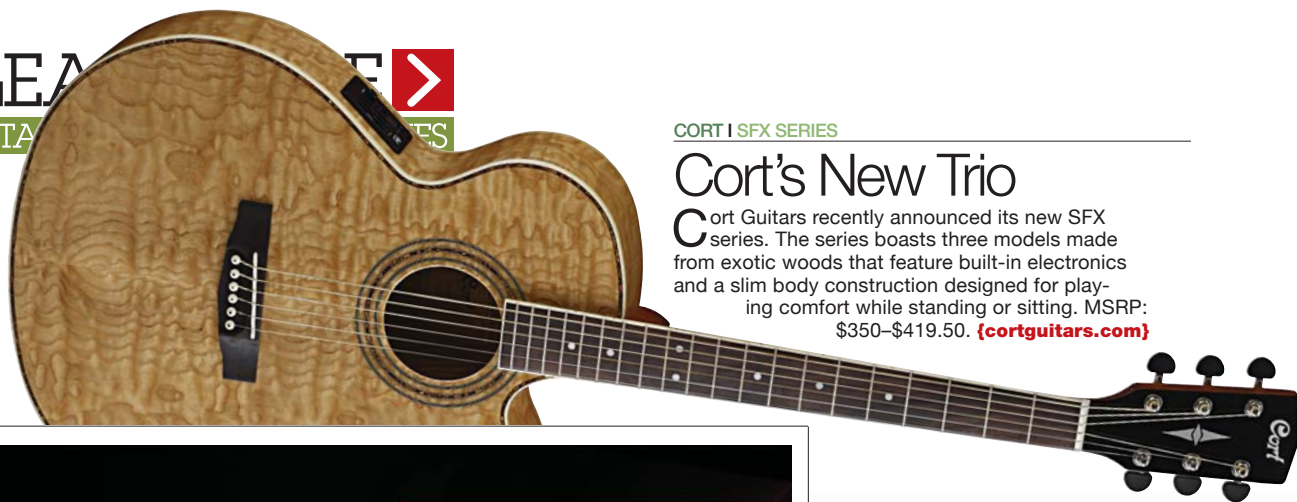 CORT I SFX SERIES
Cort's New Trio
Cort Guitars recently announced its new SFX
series. The series boasts three models made
from exotic woods that feature built-in electronics
and a slim body construction designed for play-
ing comfort while standing or sitting. MSRP:
$350–$419.50. {cortguitars.com}
Cort